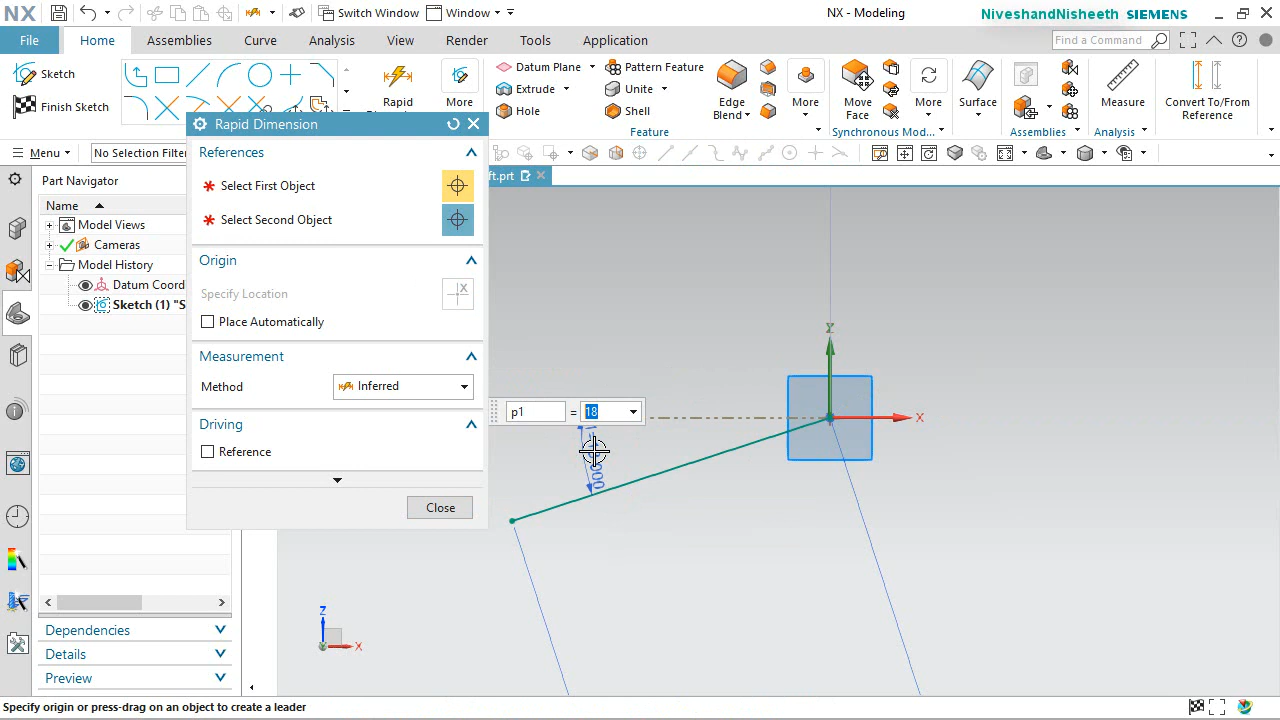 NX
Switch Window
Window
NX - Modeling
NiveshandNisheeth SIEMENS
File
Home
Assemblies
Curve
Analysis
View
Render
Tools
Application
Find a Command
Sketch
Finish Sketch
Rapid
More
Datum Plane
Extrude
Hole
Pattern Feature
Unite
Shell
Edge
Blend
More
Feature
Move
Face
More
Synchronous Mod...
Surface
Assemblies
Measure
Analysis
Convert To/From
Reference
Menu
No Selection Filter
ft.prt
Part Navigator
Name
Model Views
Cameras
Model History
Datum Coord
Sketch (1) "S
Dependencies
Details
Preview
Rapid Dimension
References
* Select First Object
* Select Second Object
Origin
Specify Location
Place Automatically
Measurement
Method
Inferred
Driving
Reference
Close
p1 = 18
X
Z
X
Specify origin or press-drag on an object to create a leader